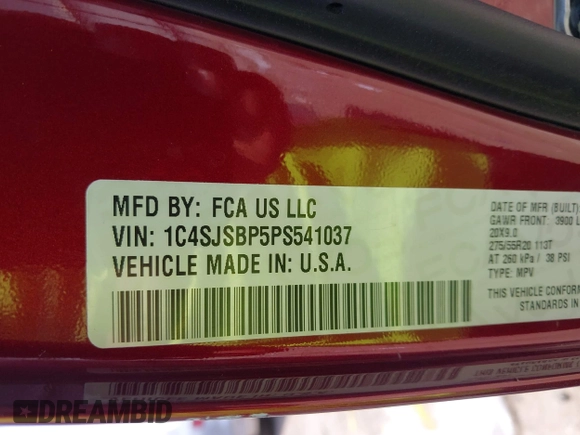 MFD BY: FCA US LLC
VIN: 1C4SJSBP5PS541037
VEHICLE MADE IN: U.S.A.
DATE OF MFR (BUILT):
GAWR FRONT: 3900 L
20X9.0
275/55R20 113T
AT 260 kPa / 38 PSI
TYPE: MPV
THIS VEHICLE CONFORM
STANDARDS IN
DREAMBID